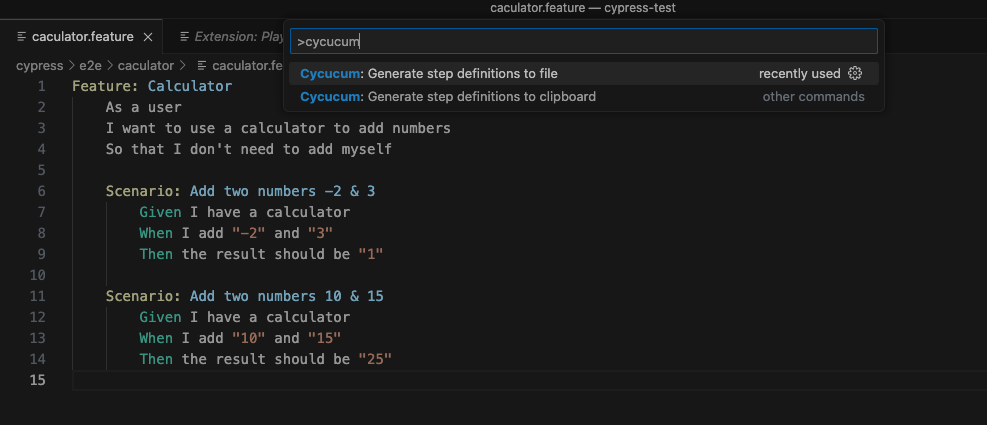 caculator.feature — cypress-test
caculator.feature
Extension: Play
>cycucum
cypress > e2e > caculator > caculator.fe
Cycucum: Generate step definitions to file recently used
Cycucum: Generate step definitions to clipboard other commands
1 Feature: Calculator
2 As a user
3 I want to use a calculator to add numbers
4 So that I don't need to add myself
5
6 Scenario: Add two numbers -2 & 3
7 Given I have a calculator
8 When I add "-2" and "3"
9 Then the result should be "1"
10
11 Scenario: Add two numbers 10 & 15
12 Given I have a calculator
13 When I add "10" and "15"
14 Then the result should be "25"
15